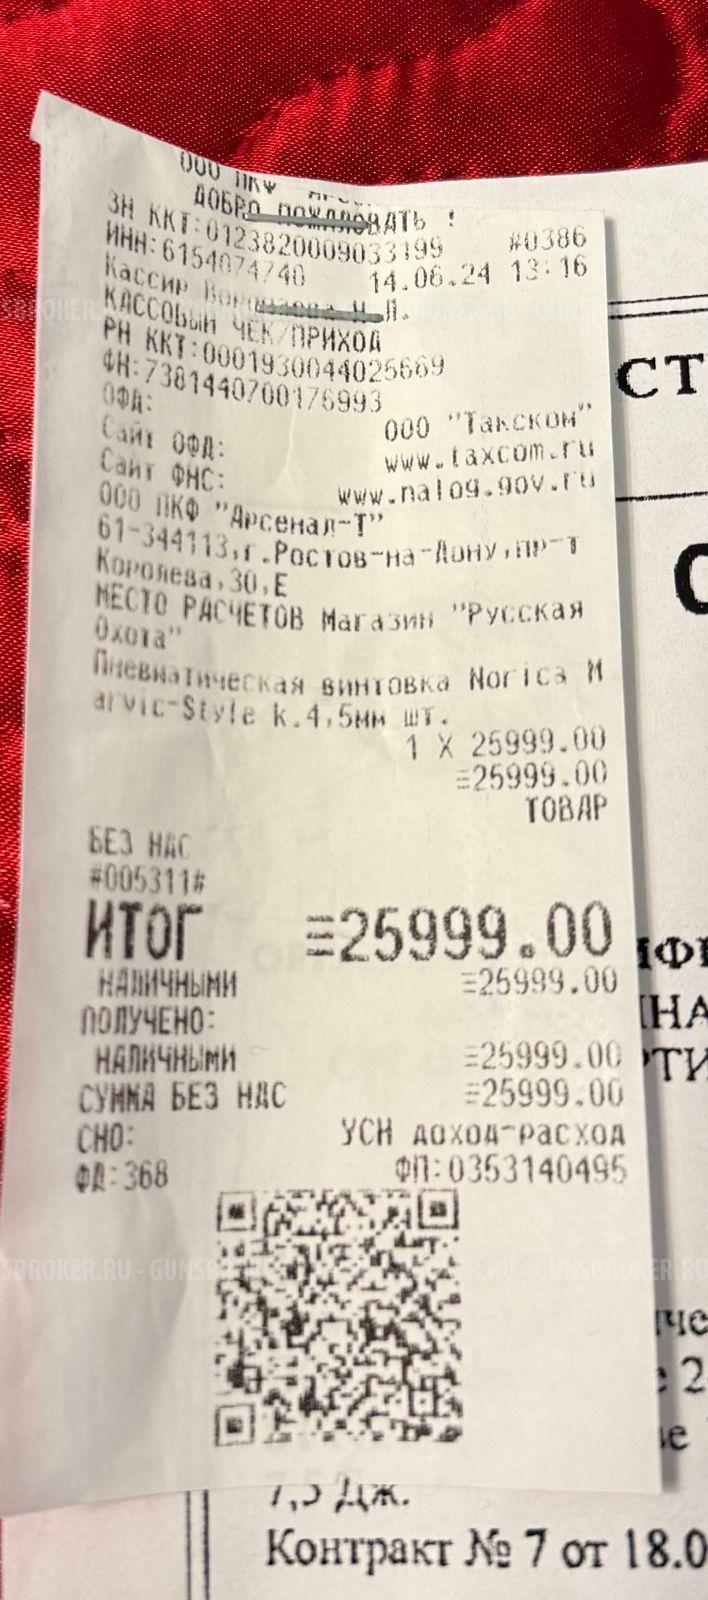 ООО ПКФ
ДОБРО ПОЖАЛОВАТЬ !
ЗН ККТ:0123820009033199 #0386
ИНН:6154074740 14.06.24 13:16
Кассир
КАССОВЫЙ ЧЕК/ПРИХОД
РН ККТ:0001930044025669
ФН:7381440700176993
ОФД: ООО "Такском"
Сайт ОФД: www.taxcom.ru
Сайт ФНС: www.nalog.gov.ru
ООО ПКФ "Арсенал-Т"
61-344113,г.Ростов-на-Дону,пр-т
Королева,30,Е
МЕСТО РАСЧЕТОВ Магазин "Русская
Охота"
Пневматическая винтовка Norica M
arvic-Style k.4,5мм шт.
1 X 25999.00
≡25999.00
ТОВАР
БЕЗ НДС
#005311#
ИТОГ ≡25999.00
НАЛИЧНЫМИ ≡25999.00
ПОЛУЧЕНО:
НАЛИЧНЫМИ ≡25999.00
СУММА БЕЗ НДС ≡25999.00
СНО: УСН доход-расход
ФД:368 ФП:0353140495
СТ
7,5 Дж.
Контракт № 7 от 18.0
GUNSBROKER.RU